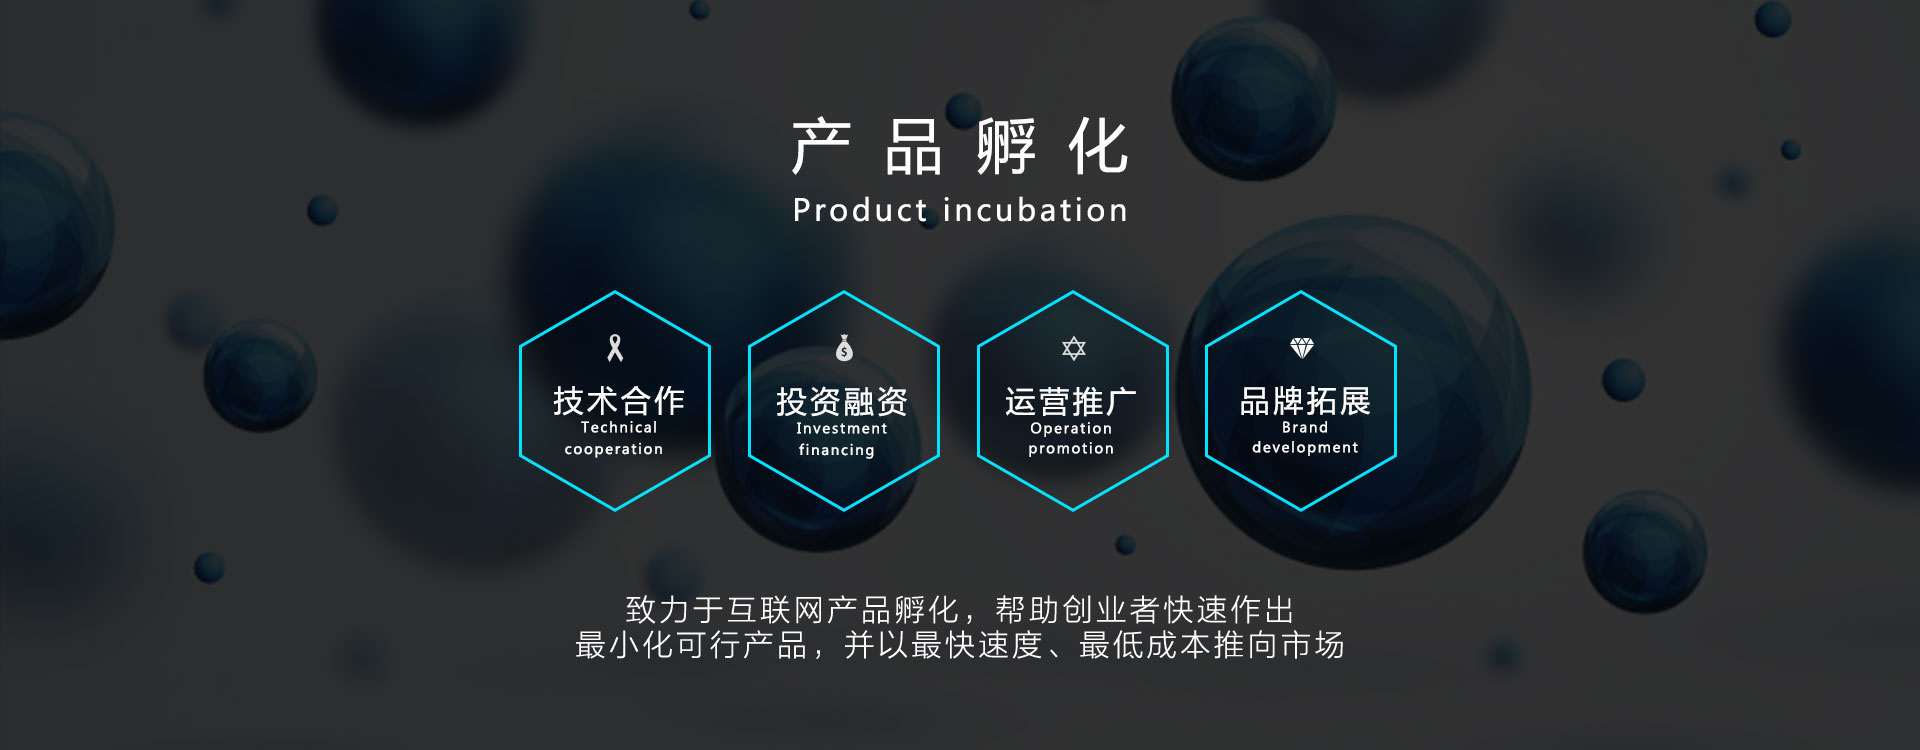 产品孵化
Product incubation
技术合作
Technical
cooperation
投资融资
Investment
financing
运营推广
Operation
promotion
品牌拓展
Brand
development
致力于互联网产品孵化，帮助创业者快速作出
最小化可行产品，并以最快速度、最低成本推向市场